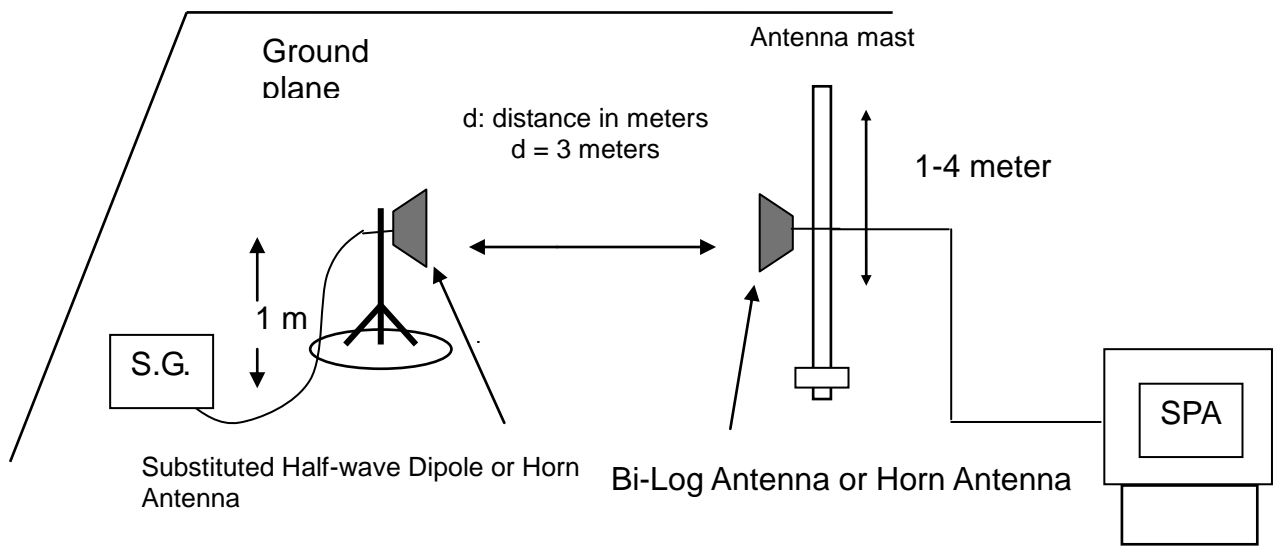 Ground
plane
Antenna mast
d: distance in meters
d = 3 meters
1-4 meter
1 m
S.G.
SPA
Substituted Half-wave Dipole or Horn
Antenna
Bi-Log Antenna or Horn Antenna